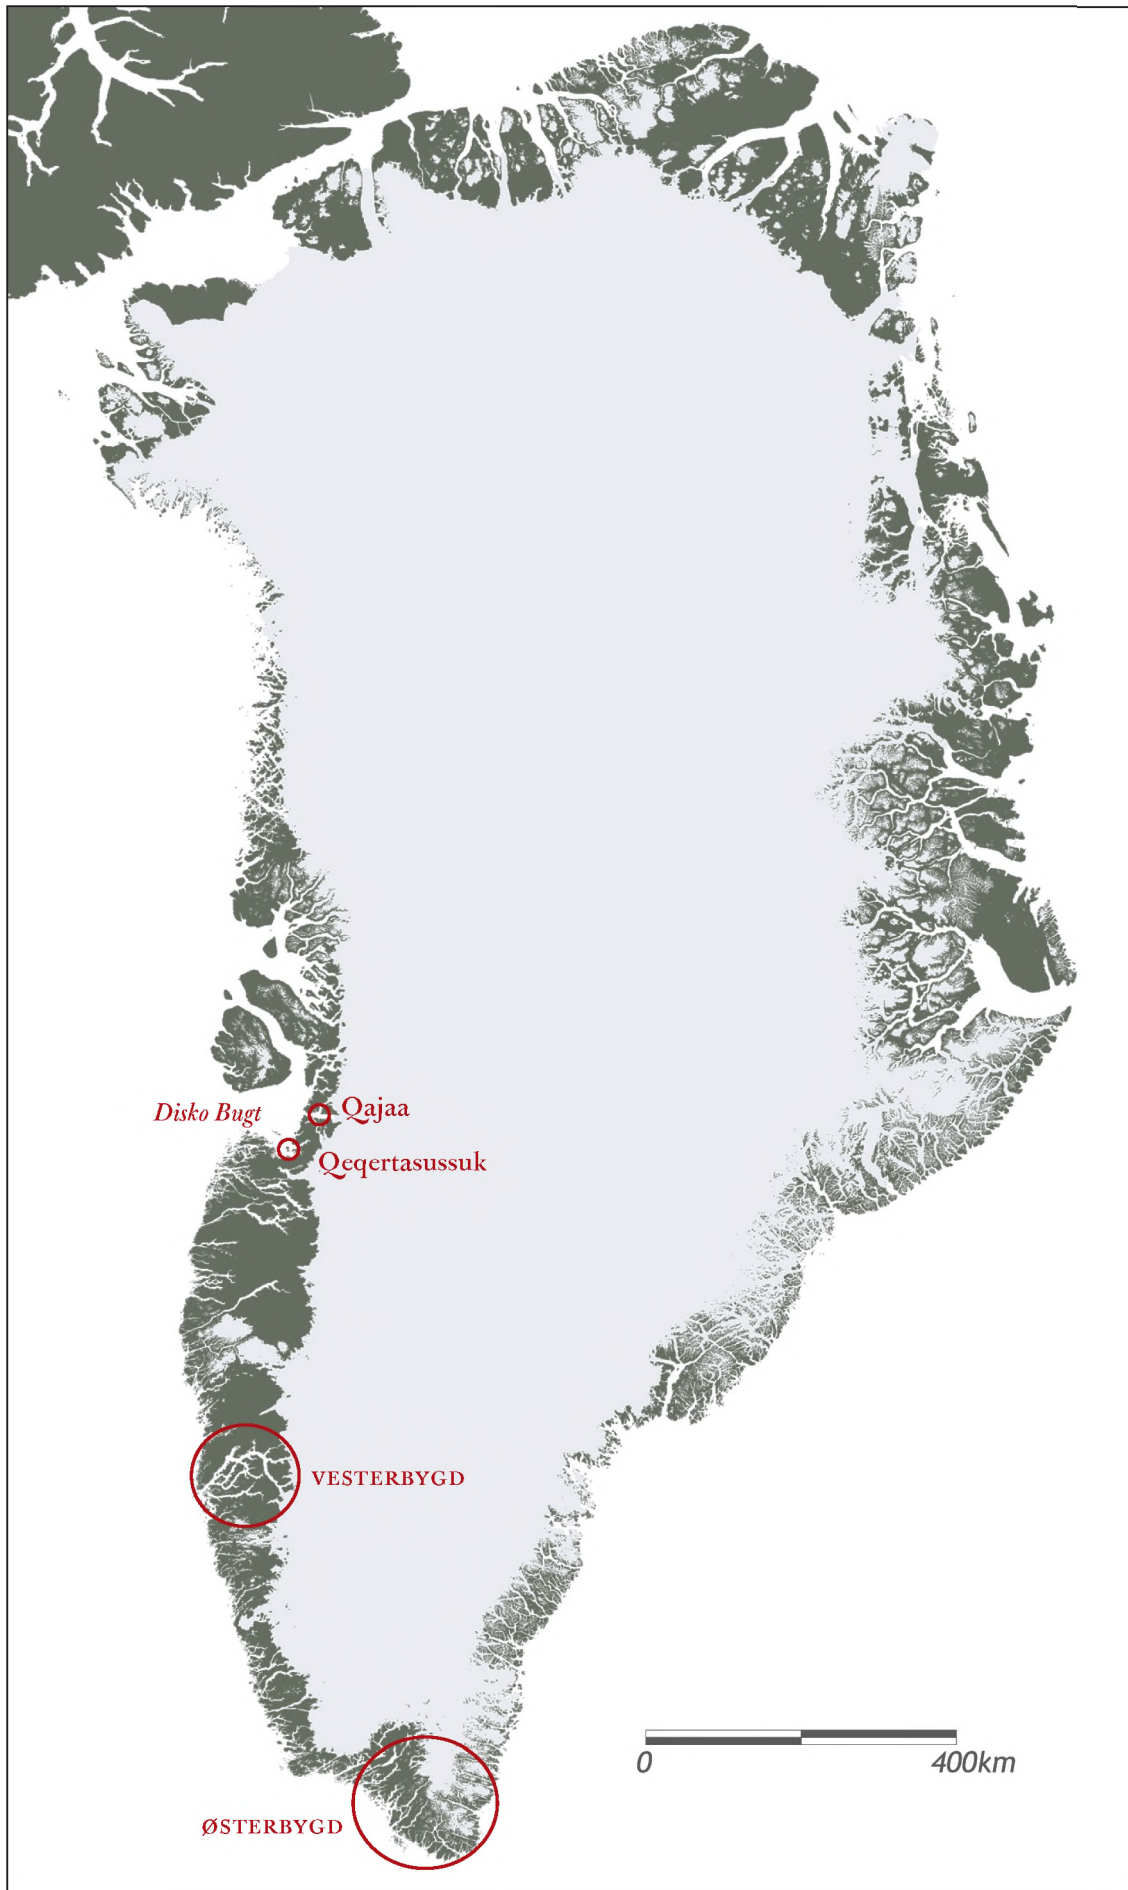 Disko Bugt
Qajaa
Qeqertasussuk
VESTERBYGD
ØSTERBYGD
0 400km